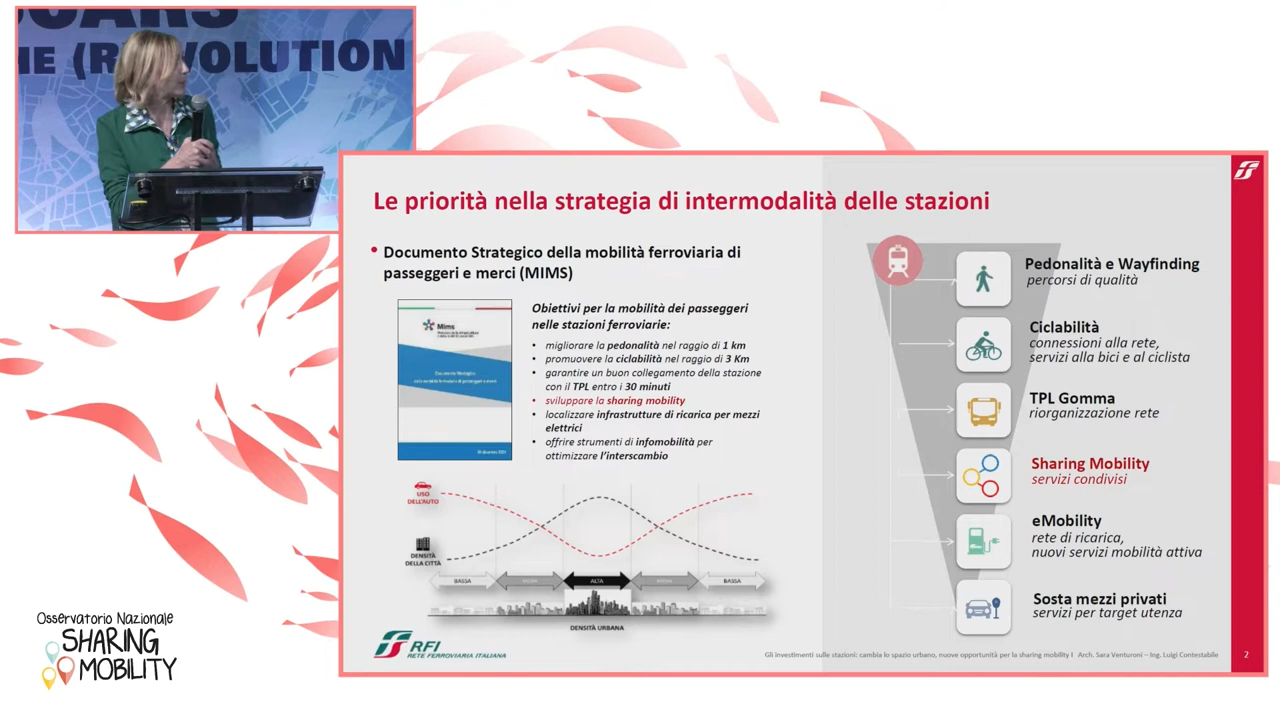 OCARS
HE (R)EVOLUTION
Le priorità nella strategia di intermodalità delle stazioni
• Documento Strategico della mobilità ferroviaria di
passeggeri e merci (MIMS)
Mims
Documento Strategico
Obiettivi per la mobilità dei passeggeri
nelle stazioni ferroviarie:
• migliorare la pedonalità nel raggio di 1 km
• promuovere la ciclabilità nel raggio di 3 Km
• garantire un buon collegamento della stazione
con il TPL entro i 30 minuti
• sviluppare la sharing mobility
• localizzare infrastrutture di ricarica per mezzi
elettrici
• offrire strumenti di infomobilità per
ottimizzare l'interscambio
USO
DELL'AUTO
DENSITÀ
DELLA CITTÀ
BASSA
MEDIA
ALTA
MEDIA
BASSA
DENSITÀ URBANA
RFI
RETE FERROVIARIA ITALIANA
Pedonalità e Wayfinding
percorsi di qualità
Ciclabilità
connessioni alla rete,
servizi alla bici e al ciclista
TPL Gomma
riorganizzazione rete
Sharing Mobility
servizi condivisi
eMobility
rete di ricarica,
nuovi servizi mobilità attiva
Sosta mezzi privati
servizi per target utenza
Gli investimenti sulle stazioni: cambia lo spazio urbano, nuove opportunità per la sharing mobility I Arch. Sara Venturoni – Ing. Luigi Contestabile
2
Osservatorio Nazionale
SHARING
MOBILITY